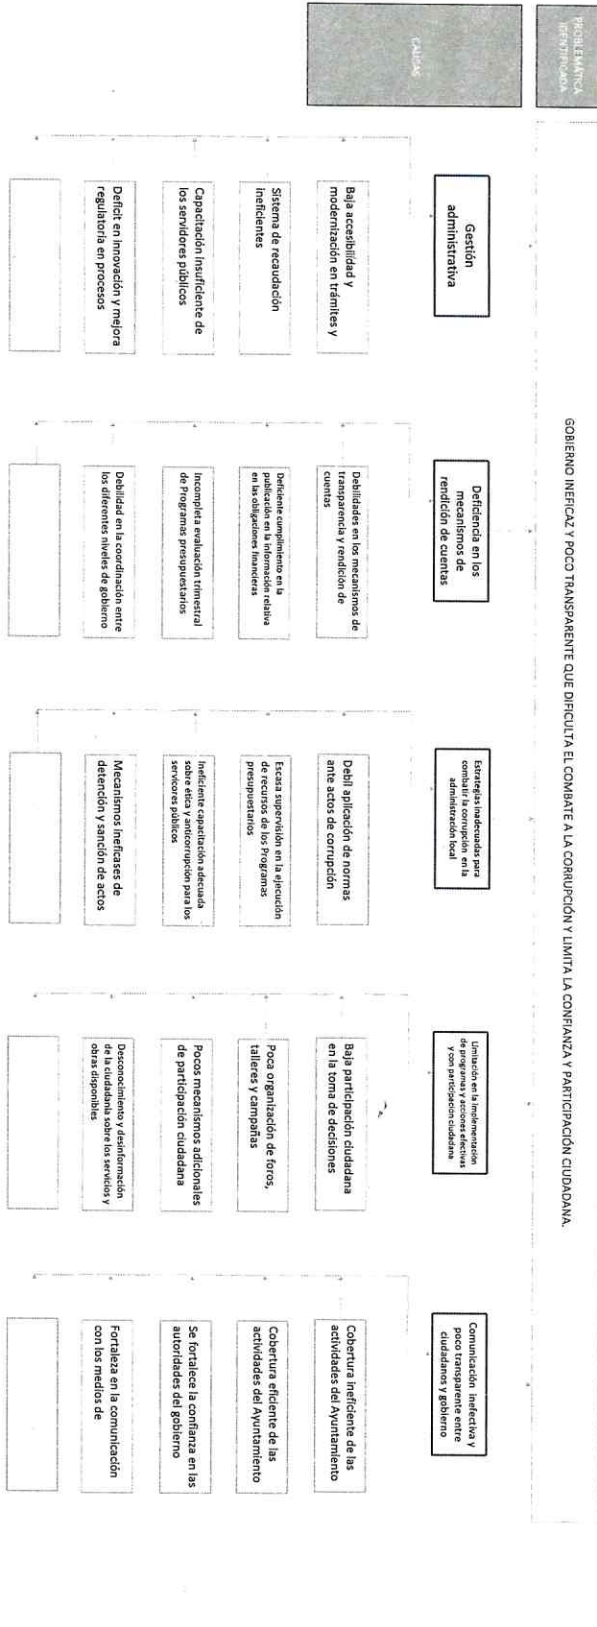 PROBLEMÁTICA
IDENTIFICADA
GOBIERNO INEFICAZ Y POCO TRANSPARENTE QUE DIFICULTA EL COMBATE A LA CORRUPCIÓN Y LIMITA LA CONFIANZA Y PARTICIPACIÓN CIUDADANA.
CAUSAS
Gestión
administrativa
Baja accesibilidad y
modernización en trámites y
Sistema de recaudación
ineficientes
Capacitación insuficiente de
los servidores públicos
Deficit en innovación y mejora
regulatoria en procesos
Deficiencia en los
mecanismos de
rendición de cuentas
Debilidades en los mecanismos de
transparencia y rendición de
cuentas
Deficiente cumplimiento en la
publicación en la información relativa
en las obligaciones financieras
Incompleta evaluación trimestral
de Programas presupuestarios
Debilidad en la coordinación entre
los diferentes niveles de gobierno
Estrategias inadecuadas para
combatir la corrupción en la
administración local
Debil aplicación de normas
ante actos de corrupción
Escasa supervisión en la ejecución
de recursos de los Programas
presupuestarios
Ineficiente capacitación adecuada
sobre ética y anticorrupción para los
servicores públicos
Mecanismos ineficases de
detención y sanción de actos
Limitación en la implementación
de programas y acciones efectivas
y con participación ciudadana
Baja participación ciudadana
en la toma de decisiones
Poca organización de foros,
talleres y campañas
Pocos mecanismos adicionales
de participación ciudadana
Desconocimiento y desinformación
de la ciudadanía sobre los servicios y
obras disponibles
Comunicación inefectiva y
poco transparente entre
ciudadanos y gobierno
Cobertura ineficiente de las
actividades del Ayuntamiento
Cobertura eficiente de las
actividades del Ayuntamiento
Se fortalece la confianza en las
autoridades del gobierno
Fortaleza en la comunicación
con los medios de